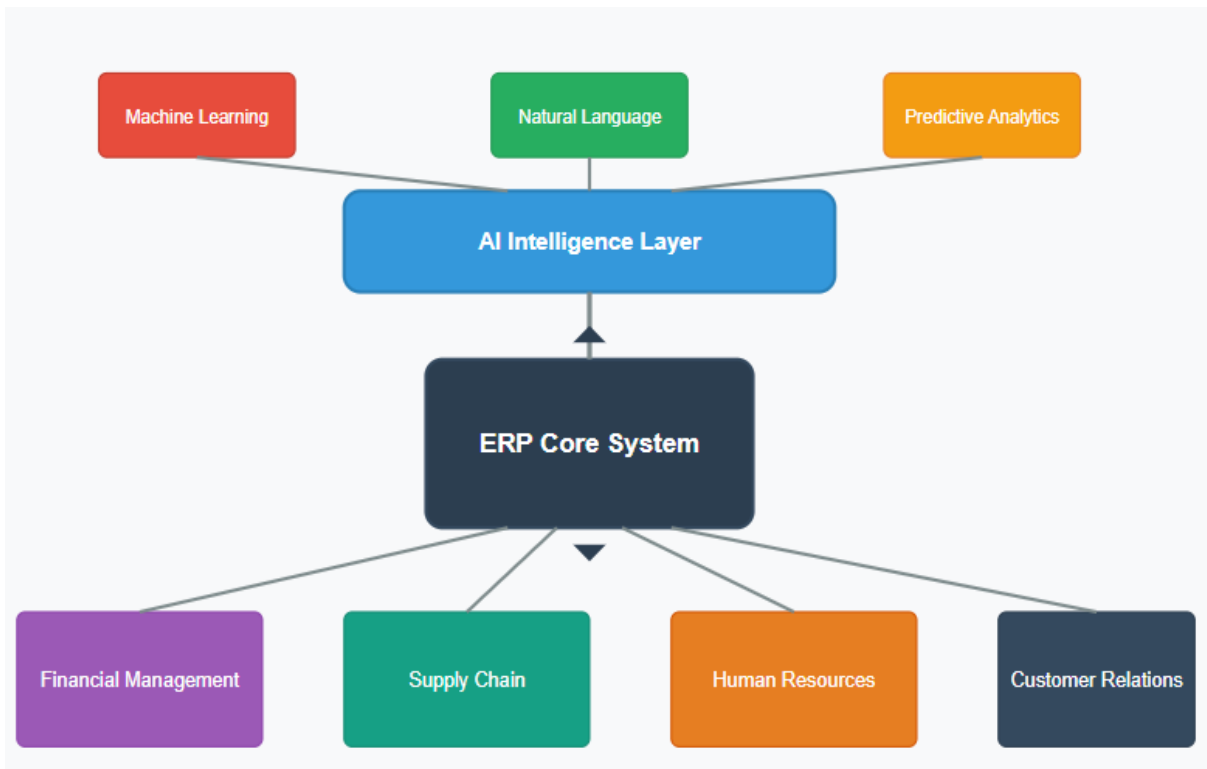 Machine Learning
Natural Language
Predictive Analytics
AI Intelligence Layer
ERP Core System
Financial Management
Supply Chain
Human Resources
Customer Relations